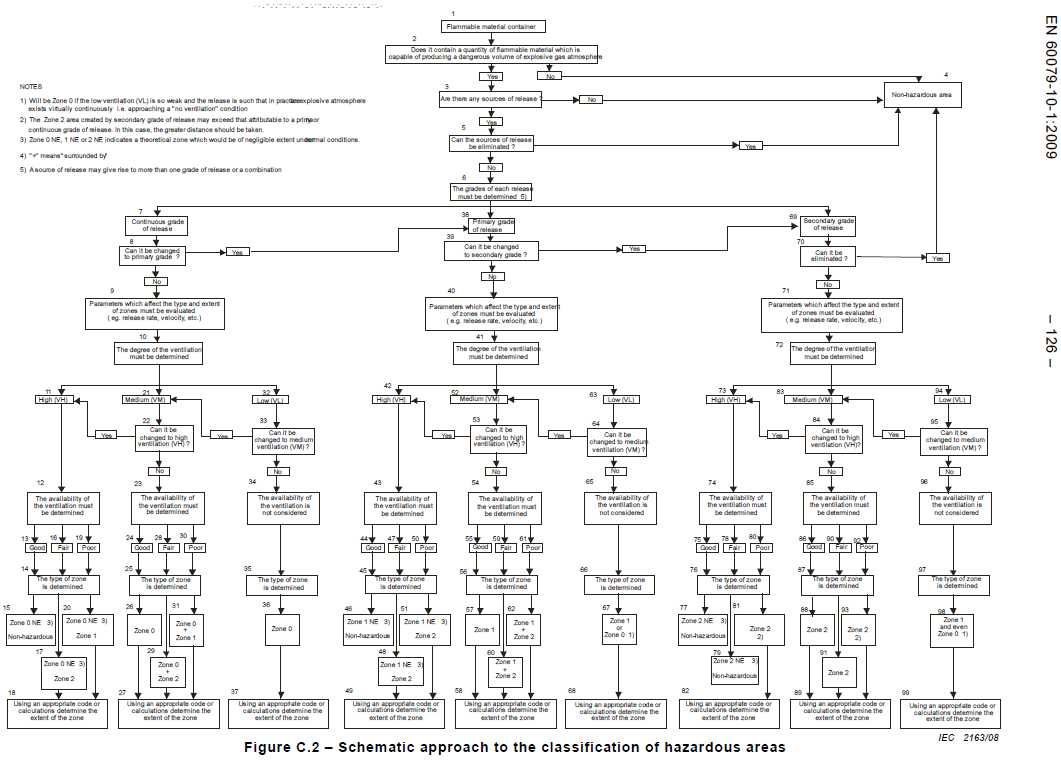 EN 60079-10-1:2009
– 126 –
1
Flammable material container
2
Does it contain a quantity of flammable material which is
capable of producing a dangerous volume of explosive gas atmosphere
Yes
No
3
Are there any sources of release ?
No
4
Non-hazardous area
Yes
5
Can the sources of release
be eliminated ?
Yes
No
6
The grades of each release
must be determined 5)
NOTES
1) Will be Zone 0 if the low ventilation (VL) is so weak and the release is such that in practice explosive atmosphere
exists virtually continuously i.e. approaching a "no ventilation" condition
2) The Zone 2 area created by secondary grade of release may exceed that attributable to a primary or
continuous grade of release. In this case, the greater distance should be taken.
3) Zone 0 NE, 1 NE or 2 NE indicates a theoretical zone which would be of negligible extent under normal conditions.
4) "+" means "surrounded by"
5) A source of release may give rise to more than one grade of release or a combination
7
Continuous grade
of release
8
Can it be changed
to primary grade ?
Yes
No
9
Parameters which affect the type and extent
of zones must be evaluated
( eg. release rate, velocity, etc.)
10
The degree of the ventilation
must be determined
38
Primary grade
of release
39
Can it be changed
to secondary grade ?
Yes
No
40
Parameters which affect the type and extent
of zones must be evaluated
( e.g. release rate, velocity, etc.)
41
The degree of the ventilation
must be determined
69
Secondary grade
of release
70
Can it be
eliminated ?
Yes
No
71
Parameters which affect the type and extent
of zones must be evaluated
( e.g. release rate, velocity, etc.)
72
The degree of the ventilation
must be determined
11
High (VH)
21
Medium (VM)
32
Low (VL)
22
Can it be
changed to high
ventilation (VH) ?
Yes
No
33
Can it be
changed to medium
ventilation (VM) ?
Yes
No
42
High (VH)
52
Medium (VM)
63
Low (VL)
53
Can it be
changed to high
ventilation (VH) ?
Yes
No
64
Can it be
changed to medium
ventilation (VM) ?
Yes
No
73
High (VH)
83
Medium (VM)
94
Low (VL)
84
Can it be
changed to high
ventilation (VH)?
Yes
No
95
Can it be
changed to medium
ventilation (VM) ?
Yes
No
12
The availability of
the ventilation must
be determined
23
The availability of
the ventilation must
be determined
34
The availability of
the ventilation is
not considered
43
The availability of
the ventilation must
be determined
54
The availability of
the ventilation must
be determined
65
The availability of
the ventilation is
not considered
74
The availability of
the ventilation must
be determined
85
The availability of
the ventilation must
be determined
96
The availability of
the ventilation is
not considered
13 16 19
Good Fair Poor
24 28 30
Good Fair Poor
44 47 50
Good Fair Poor
55 59 61
Good Fair Poor
75 78 80
Good Fair Poor
86 90 92
Good Fair Poor
14
The type of zone
is determined
25
The type of zone
is determined
35
The type of zone
is determined
45
The type of zone
is determined
56
The type of zone
is determined
66
The type of zone
is determined
76
The type of zone
is determined
87
The type of zone
is determined
97
The type of zone
is determined
15
Zone 0 NE 3)
Non-hazardous
20
Zone 0 NE 3)
Zone 1
17
Zone 0 NE 3)
Zone 2
26
Zone 0
31
Zone 0
+
Zone 1
29
Zone 0
+
Zone 2
36
Zone 0
46
Zone 1 NE 3)
Non-hazardous
51
Zone 1 NE 3)
Zone 2
48
Zone 1 NE 3)
Zone 2
57
Zone 1
62
Zone 1
+
Zone 2
60
Zone 1
+
Zone 2
67
Zone 1
or
Zone 0 1)
77
Zone 2 NE 3)
Non-hazardous
81
Zone 2
2)
79
Zone 2 NE 3)
Non-hazardous
88
Zone 2
93
Zone 2
2)
91
Zone 2
98
Zone 1
and even
Zone 0 1)
18
Using an appropriate code or
calculations determine the
extent of the zone
27
Using an appropriate code or
calculations determine the
extent of the zone
37
Using an appropriate code or
calculations determine the
extent of the zone
49
Using an appropriate code or
calculations determine the
extent of the zone
58
Using an appropriate code or
calculations determine the
extent of the zone
68
Using an appropriate code or
calculations determine the
extent of the zone
82
Using an appropriate code or
calculations determine the
extent of the zone
89
Using an appropriate code or
calculations determine the
extent of the zone
99
Using an appropriate code or
calculations determine the
extent of the zone
IEC 2163/08
Figure C.2 – Schematic approach to the classification of hazardous areas